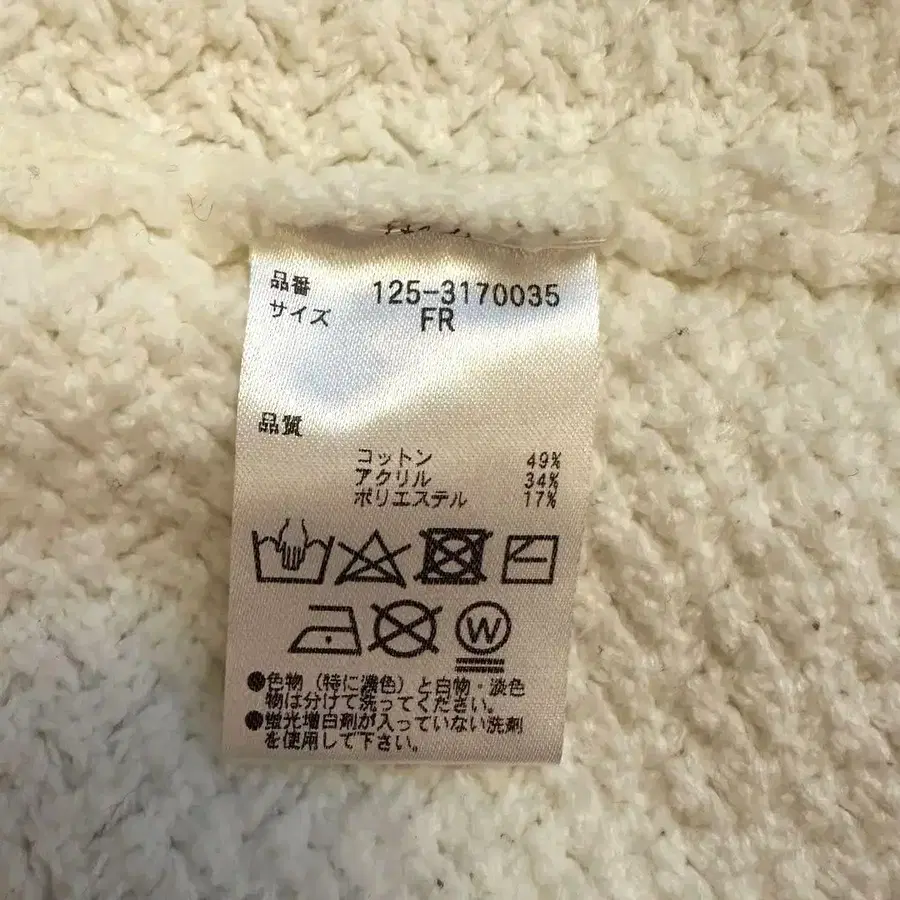 品番 125-3170035
サイズ FR
品質
コットン 49%
アクリル 34%
ポリエステル 17%
W
●色物（特に濃色）と白物・淡色
物は分けて洗ってください。
●蛍光増白剤が入っていない洗剤
を使用して下さい。